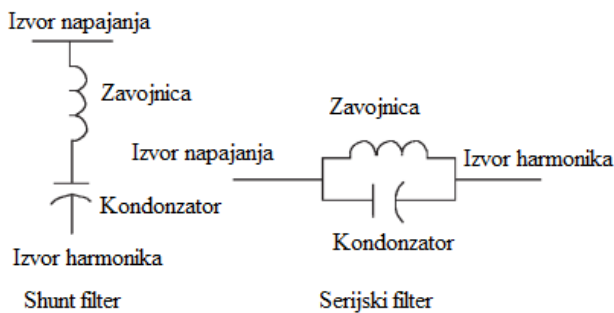 Izvor napajanja
Zavojnica
Kondonzator
Izvor harmonika
Shunt filter
Zavojnica
Izvor napajanja
Izvor harmonika
Kondonzator
Serijski filter